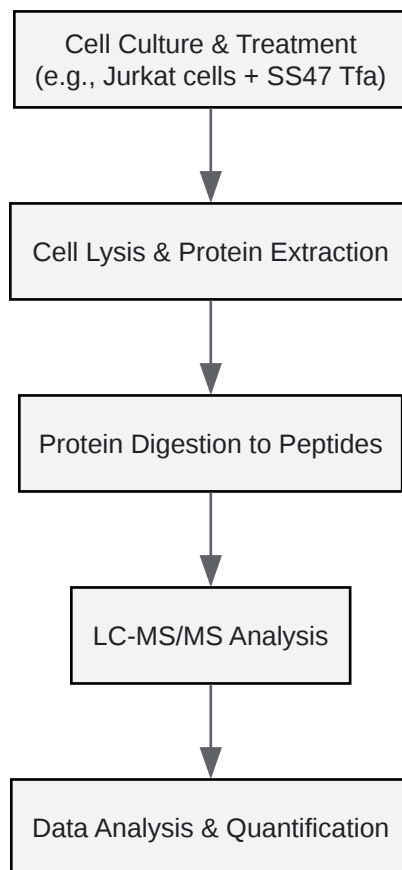 Cell Culture & Treatment
(e.g., Jurkat cells + SS47 Tfa)
Cell Lysis & Protein Extraction
Protein Digestion to Peptides
LC-MS/MS Analysis
Data Analysis & Quantification